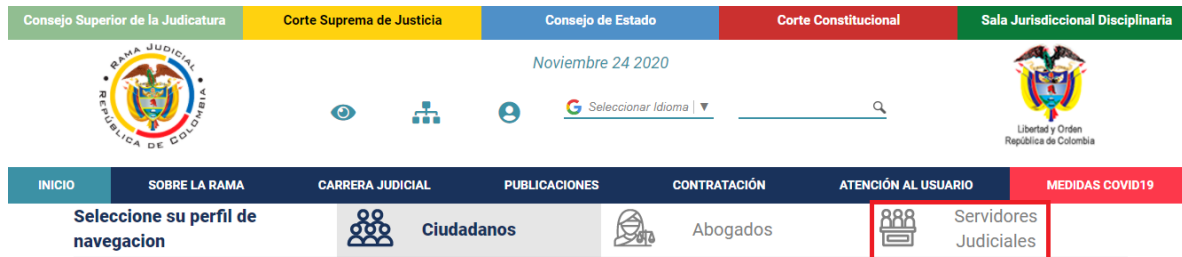 Consejo Superior de la Judicatura
Corte Suprema de Justicia
Consejo de Estado
Corte Constitucional
Sala Jurisdiccional Disciplinaria
RAMA JUDICIAL
REPÚBLICA DE COLOMBIA
Noviembre 24 2020
G Seleccionar Idioma ▼
Libertad y Orden
República de Colombia
INICIO
SOBRE LA RAMA
CARRERA JUDICIAL
PUBLICACIONES
CONTRATACIÓN
ATENCIÓN AL USUARIO
MEDIDAS COVID19
Seleccione su perfil de
navegacion
Ciudadanos
Abogados
Servidores
Judiciales